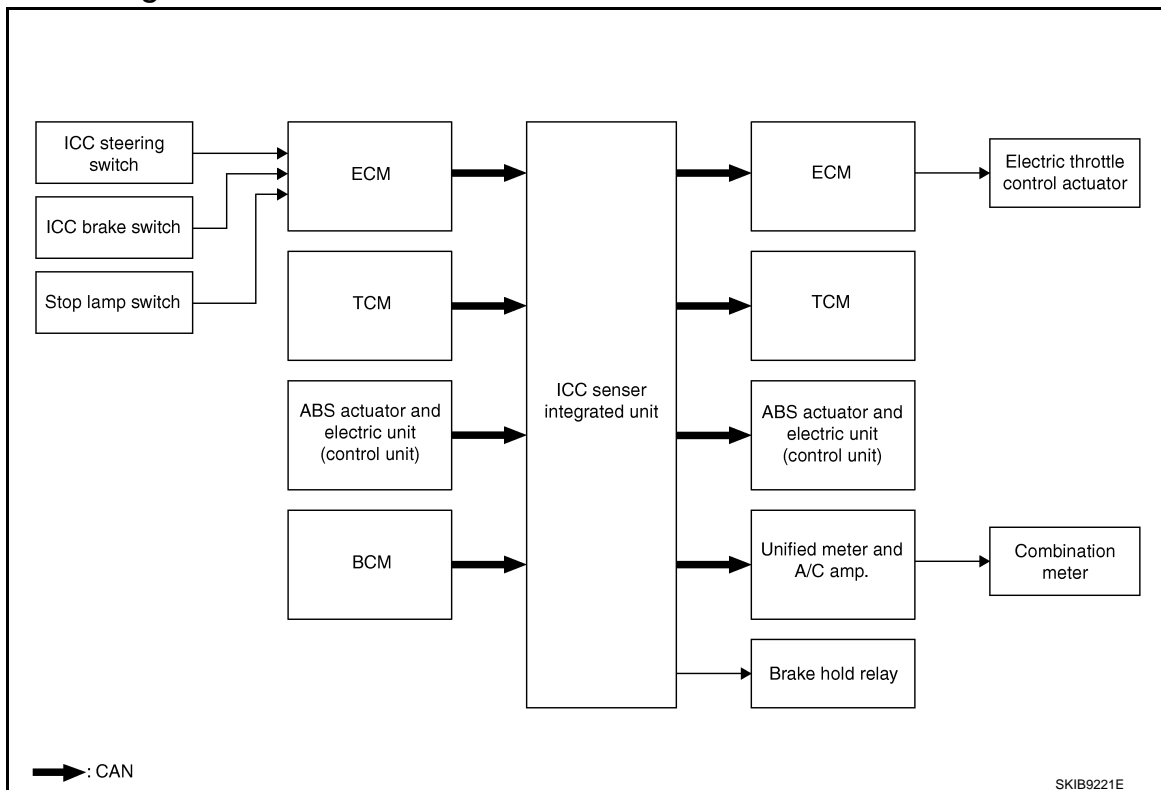 ICC steering
switch
ICC brake switch
Stop lamp switch
ECM
TCM
ABS actuator and
electric unit
(control unit)
BCM
ICC senser
integrated unit
ECM
TCM
ABS actuator and
electric unit
(control unit)
Unified meter and
A/C amp.
Brake hold relay
Electric throttle
control actuator
Combination
meter
: CAN
SKIB9221E